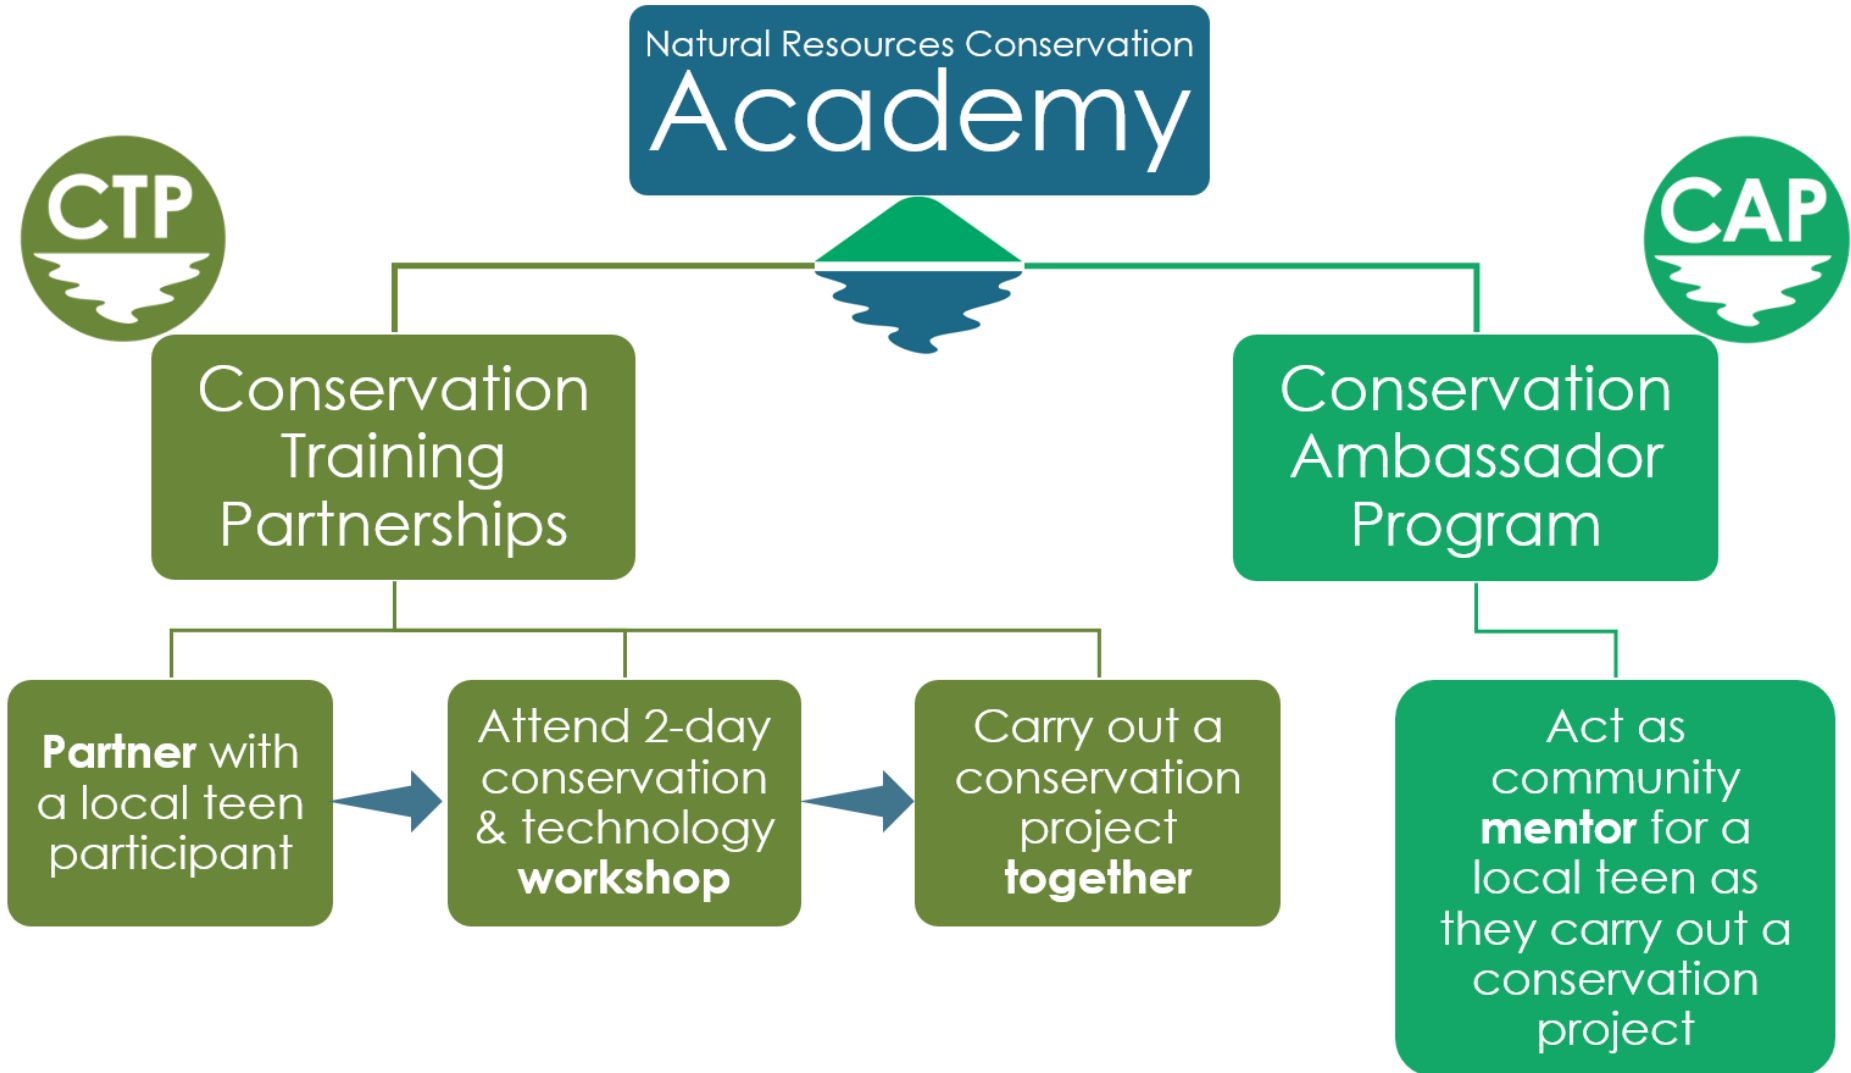 Natural Resources Conservation
Academy
CTP
CAP
Conservation
Training
Partnerships
Conservation
Ambassador
Program
Partner with
a local teen
participant
Attend 2-day
conservation
& technology
workshop
Carry out a
conservation
project
together
Act as
community
mentor for a
local teen as
they carry out a
conservation
project